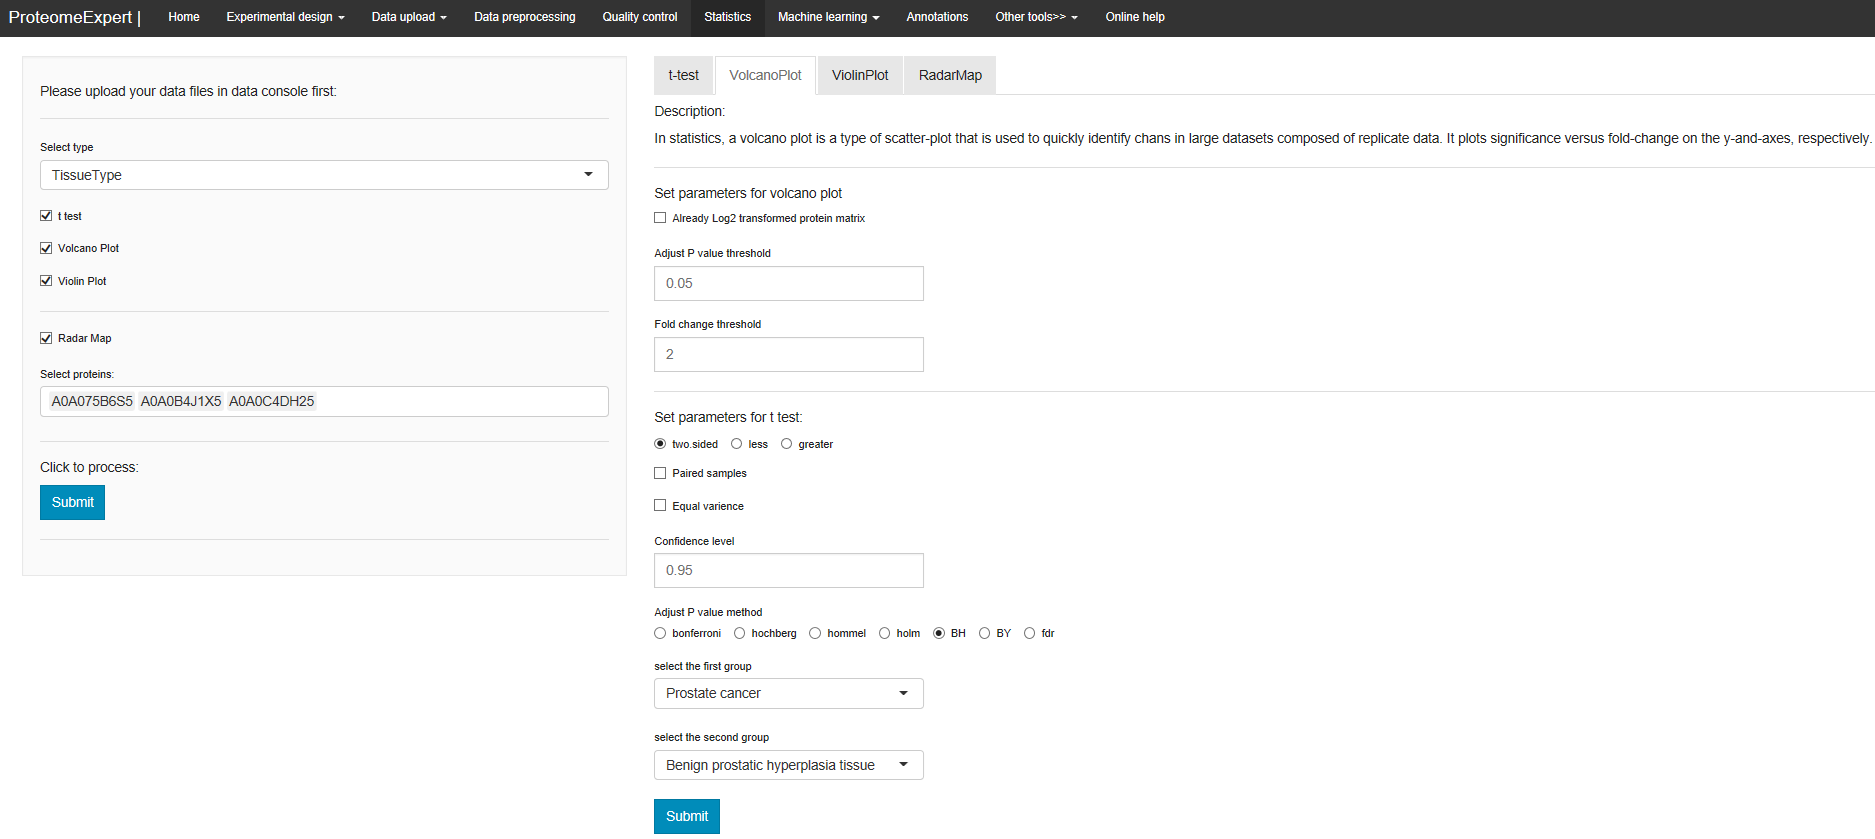 ProteomeExpert | Home Experimental design Data upload Data preprocessing Quality control Statistics Machine learning Annotations Other tools>> Online help
Please upload your data files in data console first:
Select type
TissueType
t test
Volcano Plot
Violin Plot
Radar Map
Select proteins:
A0A075B6S5 A0A0B4J1X5 A0A0C4DH25
Click to process:
Submit
t-test VolcanoPlot ViolinPlot RadarMap
Description:
In statistics, a volcano plot is a type of scatter-plot that is used to quickly identify chans in large datasets composed of replicate data. It plots significance versus fold-change on the y-and-axes, respectively.
Set parameters for volcano plot
Already Log2 transformed protein matrix
Adjust P value threshold
0.05
Fold change threshold
2
Set parameters for t test:
two.sided less greater
Paired samples
Equal varience
Confidence level
0.95
Adjust P value method
bonferroni hochberg hommel holm BH BY fdr
select the first group
Prostate cancer
select the second group
Benign prostatic hyperplasia tissue
Submit